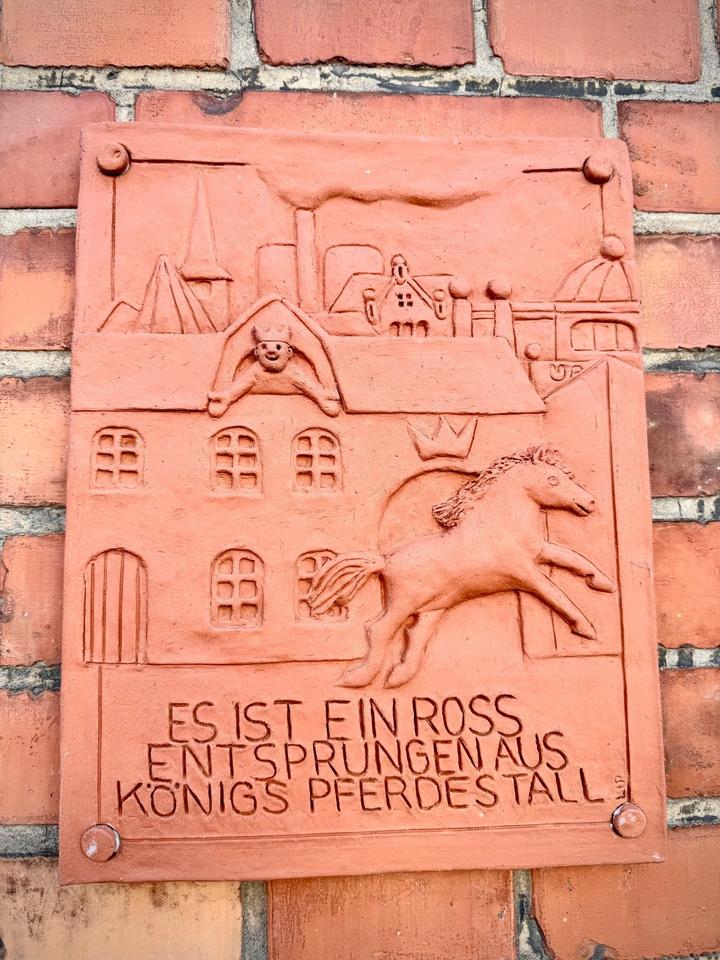 ES IST EIN ROSS
ENTSPRUNGEN AUS
KÖNIGS PFERDESTALL